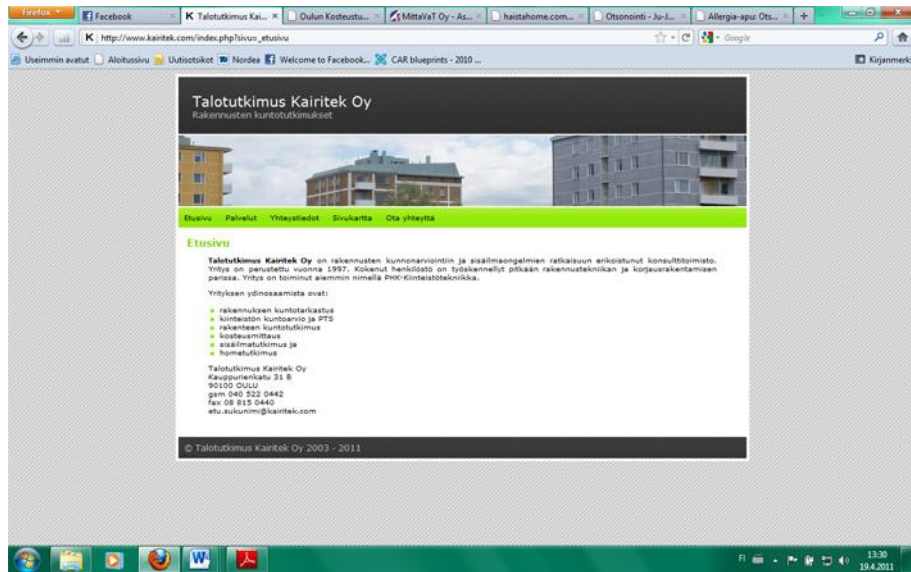 Firefox
Facebook
Talotutkimus Kai...
Oulun Kosteustu...
MittaVaT Oy - As...
haistahome.com...
Otsonointi - Ju-J...
Allergia-apu: Ots...
http://www.kairitek.com/index.php?sivu=_etusivu
Google
Useimmin avatut
Aloitussivu
Uutisotsikot
Nordea
Welcome to Facebook...
CAR blueprints - 2010 ...
Kirjanmerk
Talotutkimus Kairitek Oy
Rakennusten kuntotutkimukset
Etusivu Palvelut Yhteystiedot Sivukartta Ota yhteyttä
Etusivu
Talotutkimus Kairitek Oy on rakennusten kunnonarviointiin ja sisäilmaongelmien ratkaisuun erikoistunut konsulttitoimisto.
Yritys on perustettu vuonna 1997. Kokenut henkilöstö on työskennellyt pitkään rakennustekniikan ja korjausrakentamisen
parissa. Yritys on toiminut aiemmin nimellä PHK-Kiinteistötekniikka.
Yrityksen ydinosaamista ovat:
rakennuksen kuntotarkastus
kiinteistön kuntoarvio ja PTS
rakenteen kuntotutkimus
kosteusmittaus
sisäilmatutkimus ja
hometutkimus
Talotutkimus Kairitek Oy
Kauppurienkatu 31 B
90100 OULU
gsm 040 522 0442
fax 08 815 0440
etu.sukunimi@kairitek.com
© Talotutkimus Kairitek Oy 2003 - 2011
FI
13:30
19.4.2011